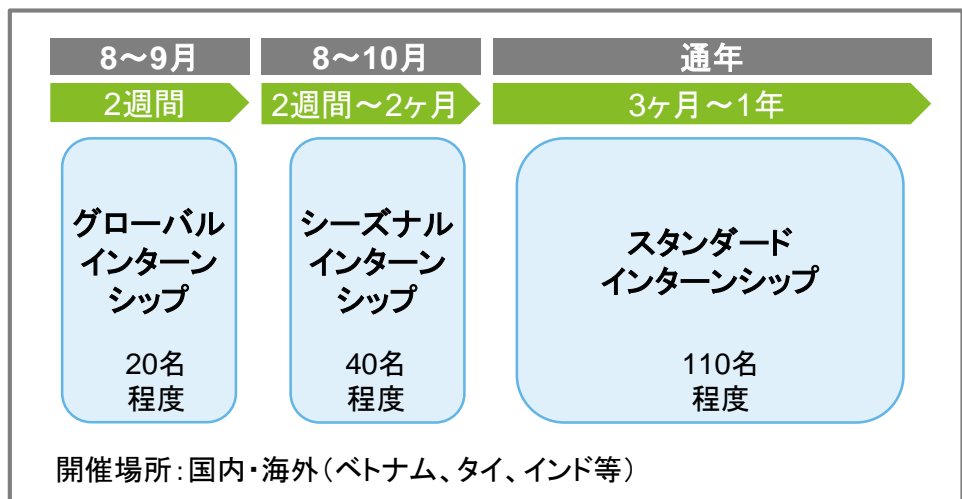 8～9月
8～10月
通年
2週間
2週間～2ヶ月
3ヶ月～1年
グローバル
インターン
シップ
20名
程度
シーズナル
インターン
シップ
40名
程度
スタンダード
インターンシップ
110名
程度
開催場所：国内・海外（ベトナム、タイ、インド等）